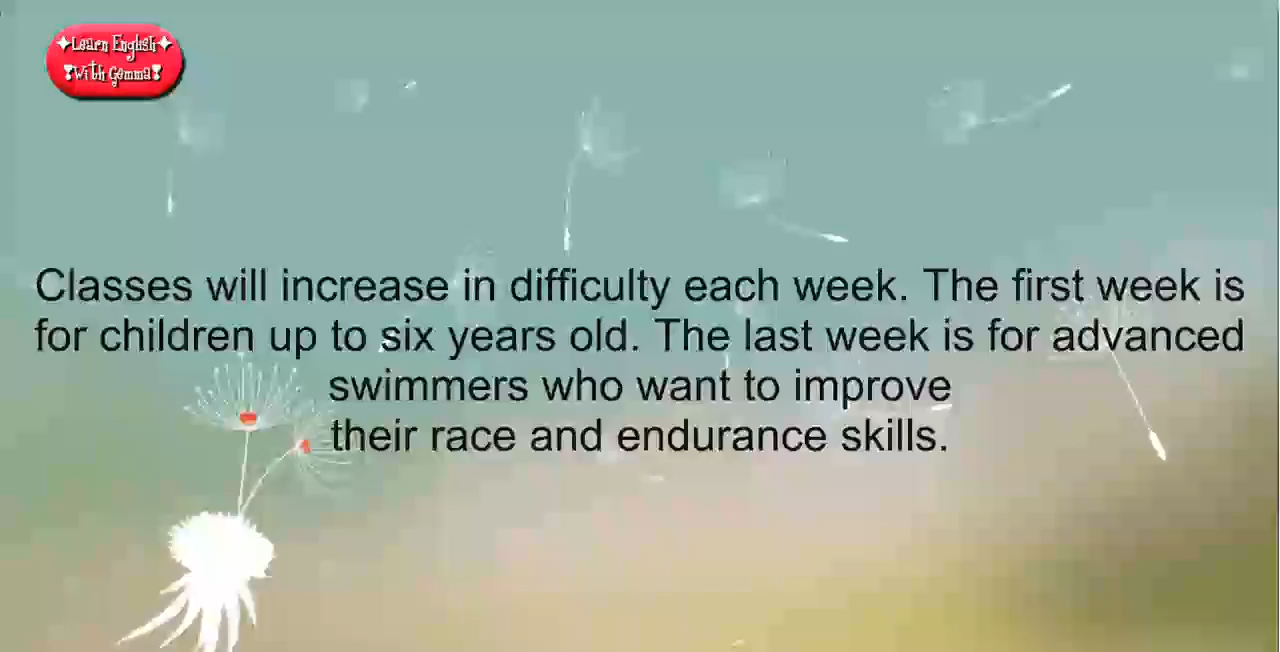 Learn English
With Gemma
Classes will increase in difficulty each week. The first week is
for children up to six years old. The last week is for advanced
swimmers who want to improve
their race and endurance skills.